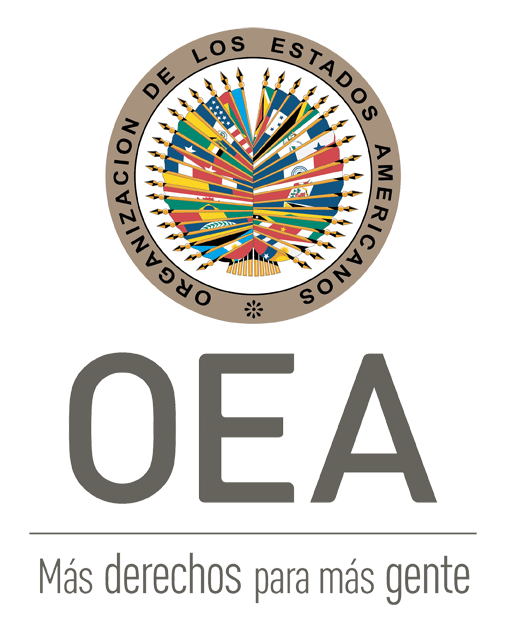 ORGANIZACION DE LOS ESTADOS AMERICANOS
OEA
Más derechos para más gente